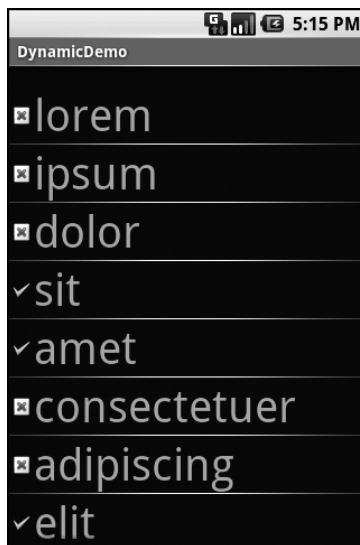 G 5:15 PM
DynamicDemo
lorem
ipsum
dolor
sit
amet
consectetuer
adipiscing
elit